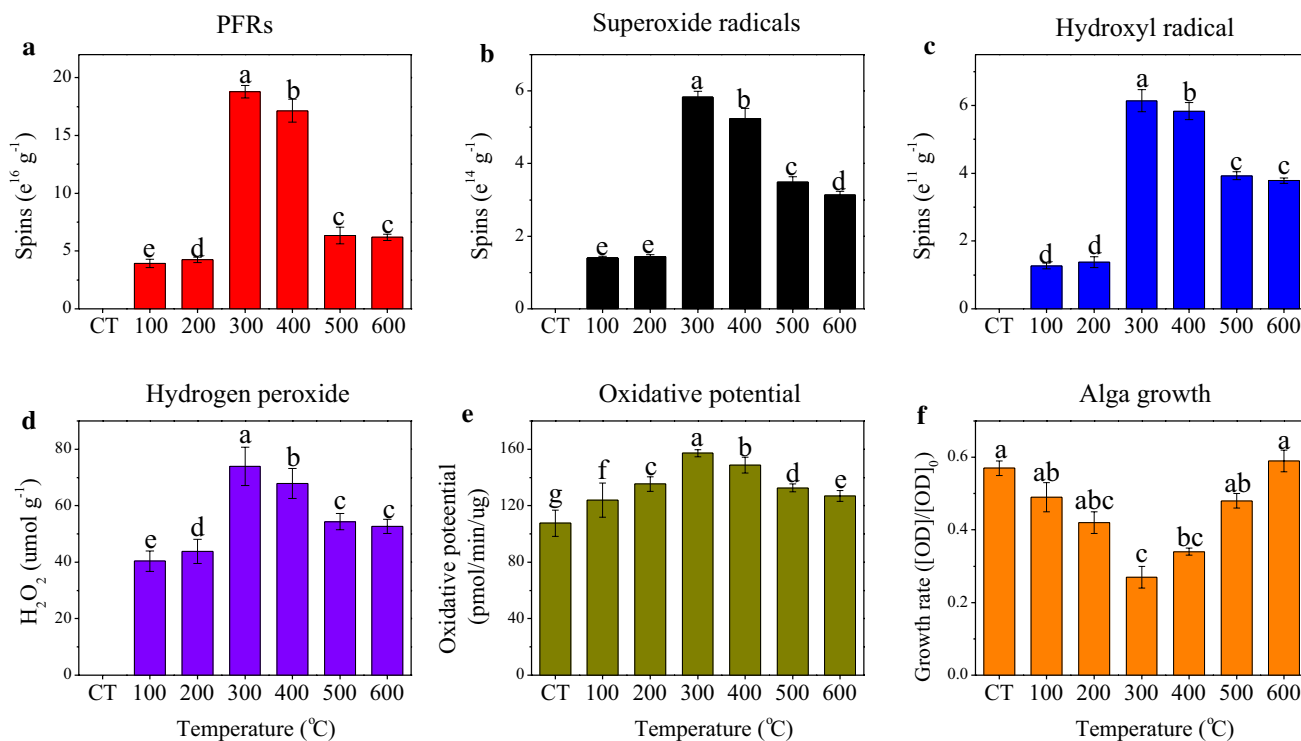 PFRs
a
Spins (e¹⁶ g⁻¹)
20
15
10
5
0
e
d
a
b
c
c
CT 100 200 300 400 500 600
Superoxide radicals
b
Spins (e¹⁴ g⁻¹)
6
4
2
0
e
e
a
b
c
d
CT 100 200 300 400 500 600
Hydroxyl radical
c
Spins (e¹¹ g⁻¹)
6
4
2
0
d
d
a
b
c
c
CT 100 200 300 400 500 600
Hydrogen peroxide
d
H₂O₂ (umol g⁻¹)
80
60
40
20
0
e
d
a
b
c
c
CT 100 200 300 400 500 600
Temperature (℃)
Oxidative potential
e
Oxidative poteential
(pmol/min/ug)
160
120
80
40
0
g
f
c
a
b
d
e
CT 100 200 300 400 500 600
Temperature (℃)
Alga growth
f
Growth rate ([OD]/[OD]₀)
0.6
0.4
0.2
0.0
a
ab
abc
c
bc
ab
a
CT 100 200 300 400 500 600
Temperature (℃)